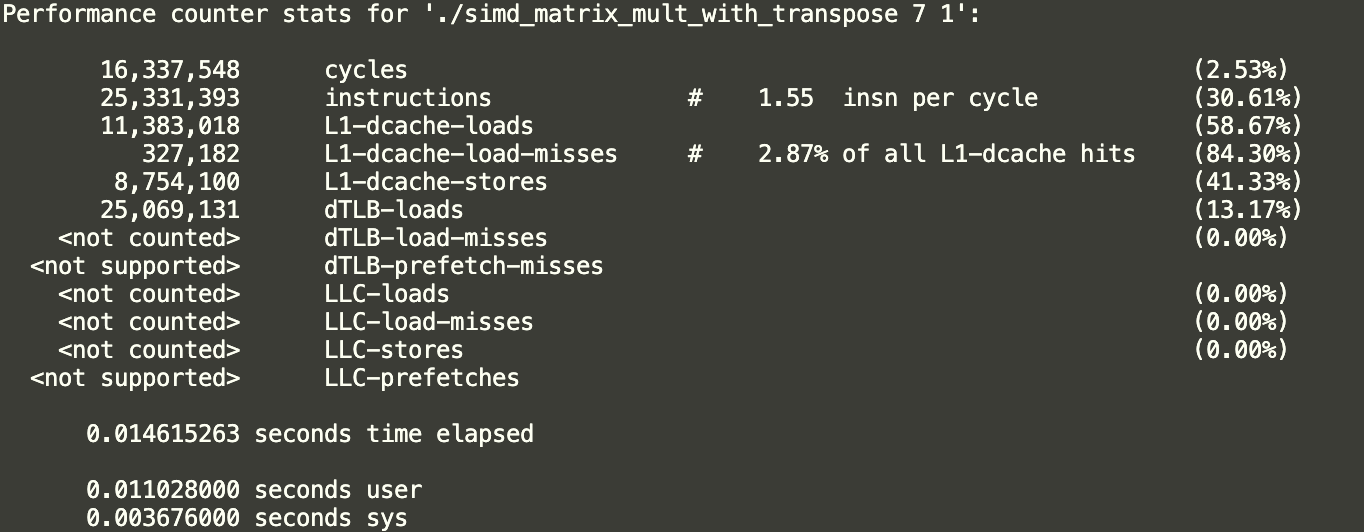 Performance counter stats for './simd_matrix_mult_with_transpose 7 1':
16,337,548 cycles (2.53%)
25,331,393 instructions # 1.55 insn per cycle (30.61%)
11,383,018 L1-dcache-loads (58.67%)
327,182 L1-dcache-load-misses # 2.87% of all L1-dcache hits (84.30%)
8,754,100 L1-dcache-stores (41.33%)
25,069,131 dTLB-loads (13.17%)
<not counted> dTLB-load-misses (0.00%)
<not supported> dTLB-prefetch-misses
<not counted> LLC-loads (0.00%)
<not counted> LLC-load-misses (0.00%)
<not counted> LLC-stores (0.00%)
<not supported> LLC-prefetches
0.014615263 seconds time elapsed
0.011028000 seconds user
0.003676000 seconds sys